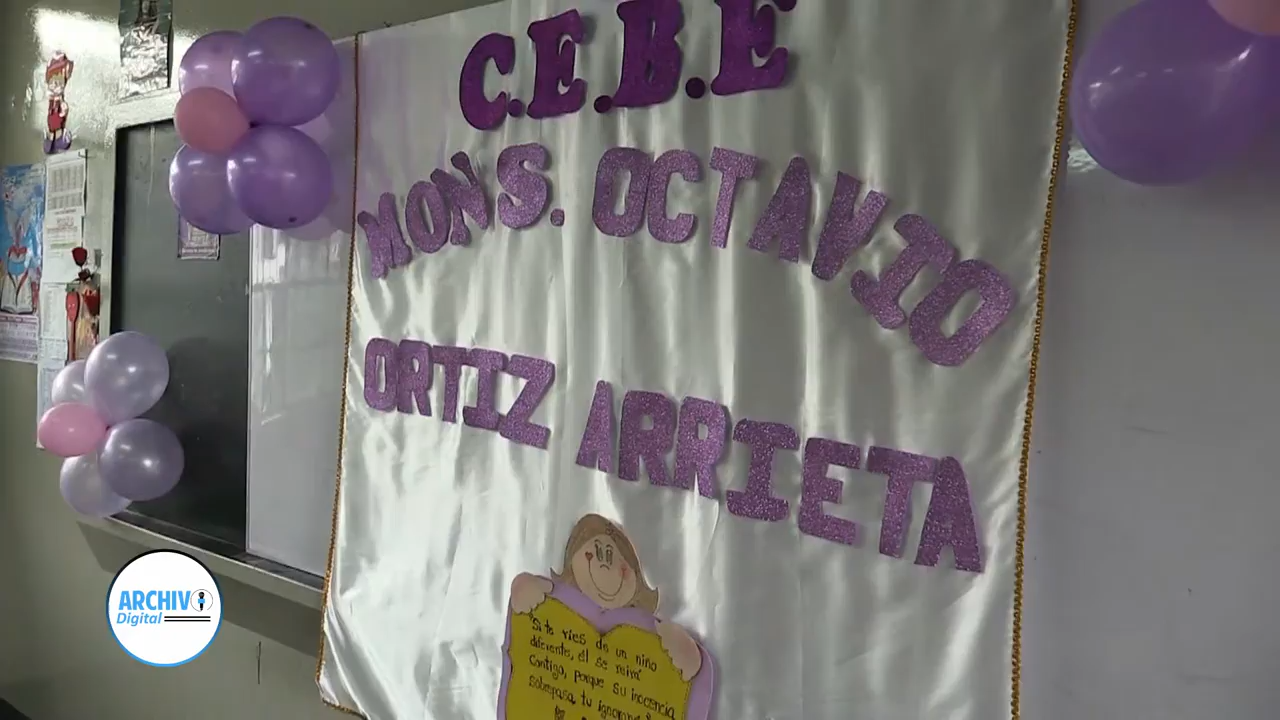 C.E.B.E
MONS. OCTAVIO
ORTIZ ARRIETA
"Si te ríes de un niño
diferente, él se reirá
Contigo, porque su inocencia
sobrepasa tu
ARCHIVO
Digital